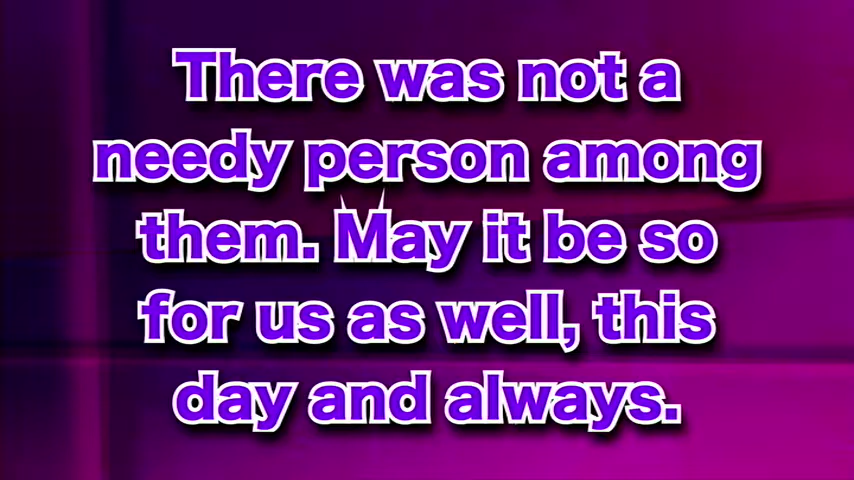 There was not a
needy person among
them. May it be so
for us as well, this
day and always.